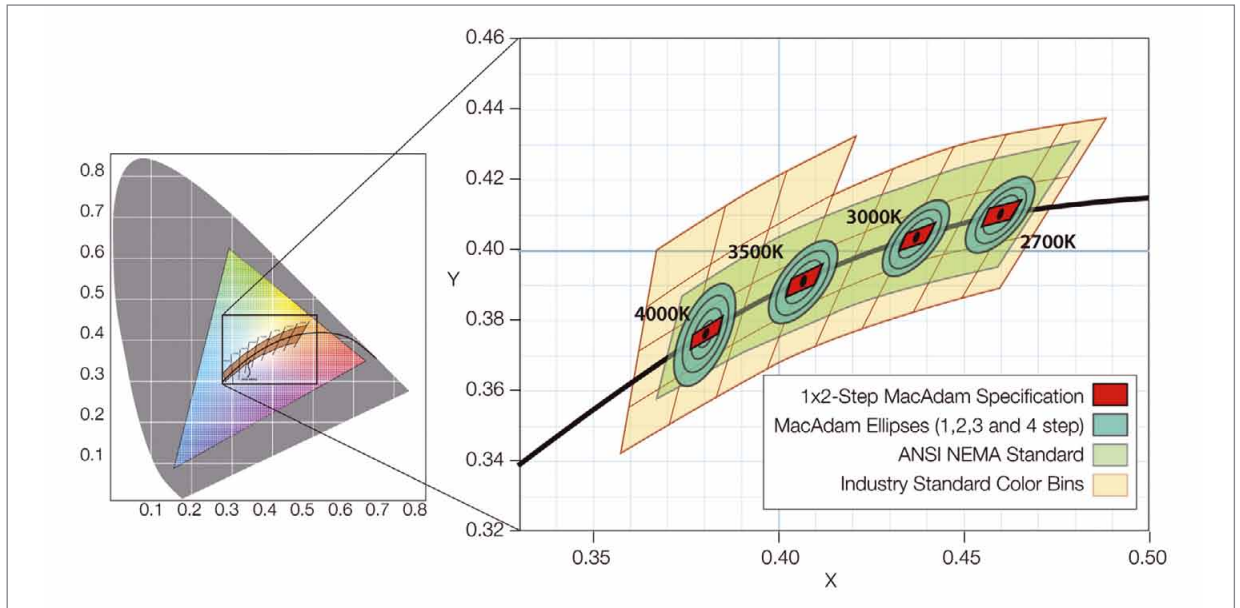 0.8
0.7
0.6
0.5
0.4
0.3
0.2
0.1
0.1 0.2 0.3 0.4 0.5 0.6 0.7 0.8
0.46
0.44
0.42
0.40
0.38
0.36
0.34
0.32
Y
0.35 0.40 0.45 0.50
X
4000K
3500K
3000K
2700K
1x2-Step MacAdam Specification
MacAdam Ellipses (1,2,3 and 4 step)
ANSI NEMA Standard
Industry Standard Color Bins